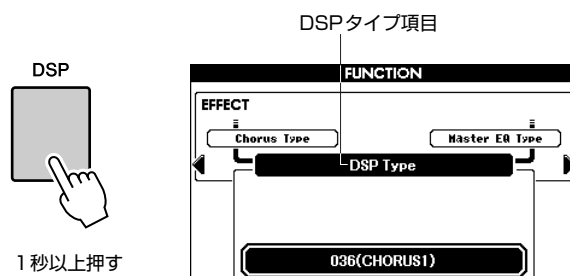 DSPタイプ項目
DSP
FUNCTION
EFFECT
Chorus Type
Master EQ Type
DSP Type
036(CHORUS1)
1秒以上押す